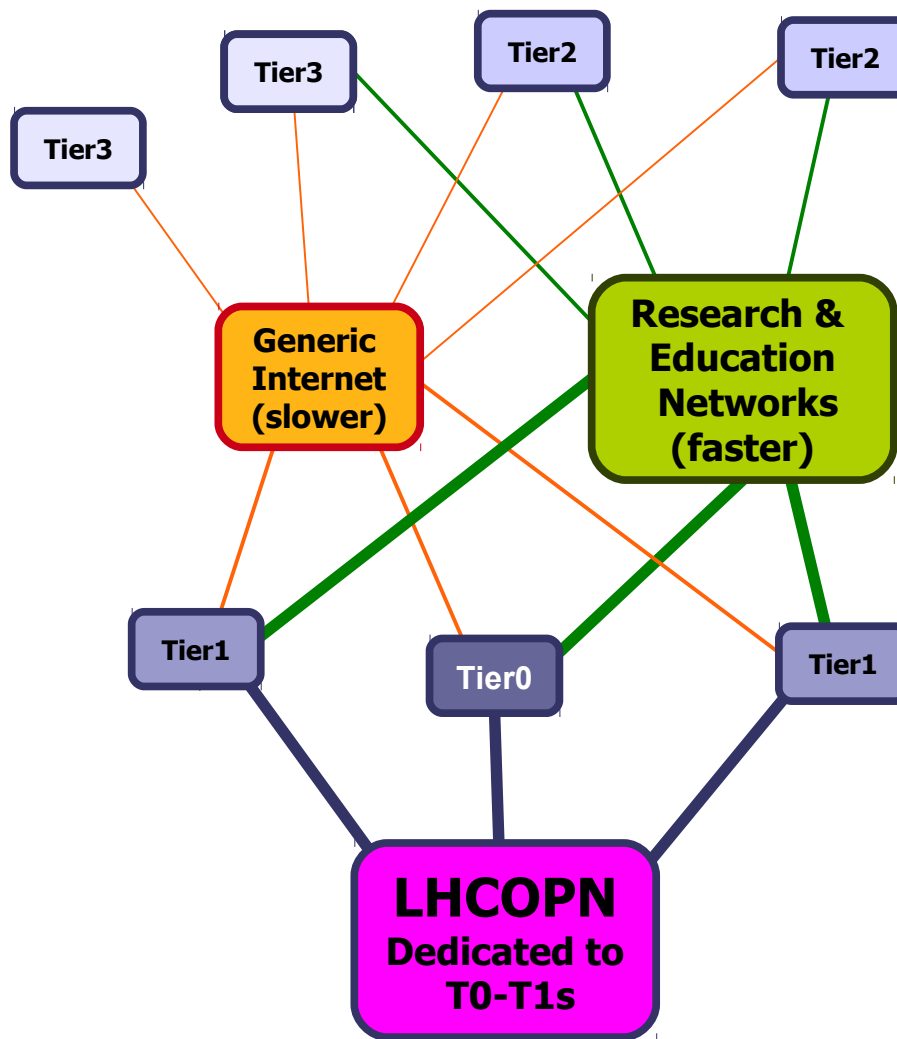 Tier3
Tier2
Tier2
Tier3
Research &
Education
Networks
(faster)
Generic
Internet
(slower)
Tier1
Tier0
Tier1
LHCOPN
Dedicated to
T0-T1s